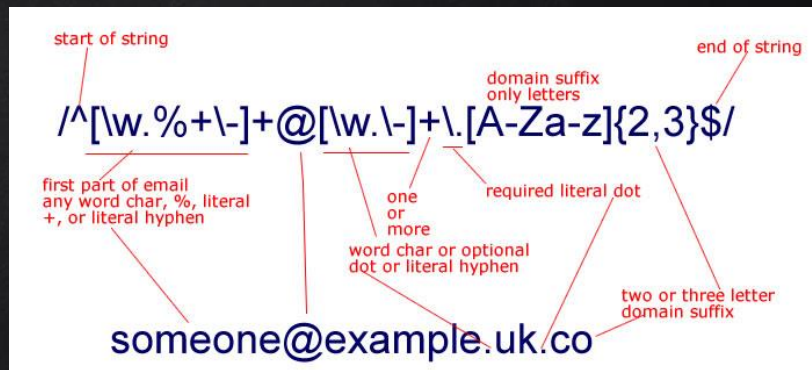 start of string
end of string
domain suffix
only letters
/^[\w.%+\-]+@[\w.\-]+\.[A-Za-z]{2,3}$/
first part of email
any word char, %, literal
+, or literal hyphen
one
or
more
required literal dot
word char or optional
dot or literal hyphen
two or three letter
domain suffix
someone@example.uk.co